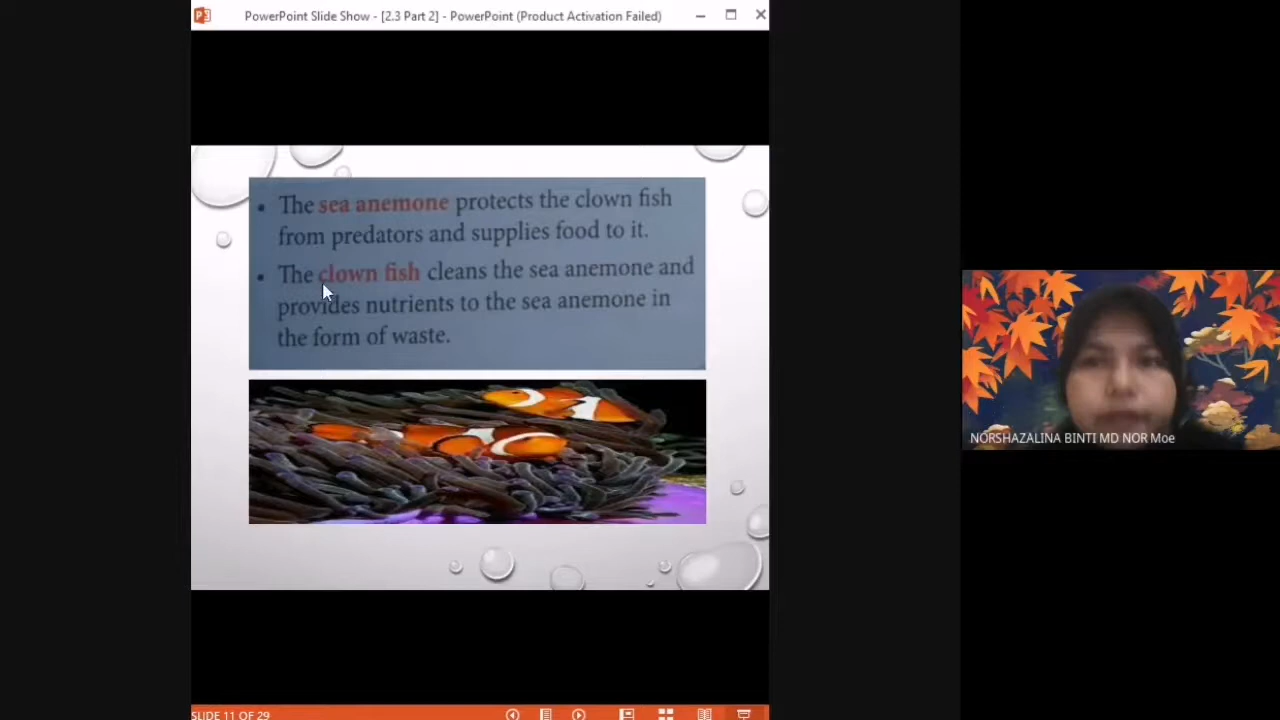 PowerPoint Slide Show - [2.3 Part 2] - PowerPoint (Product Activation Failed)
• The sea anemone protects the clown fish
from predators and supplies food to it.
• The clown fish cleans the sea anemone and
provides nutrients to the sea anemone in
the form of waste.
NORSHAZALINA BINTI MD NOR Moe
SLIDE 11 OF 29